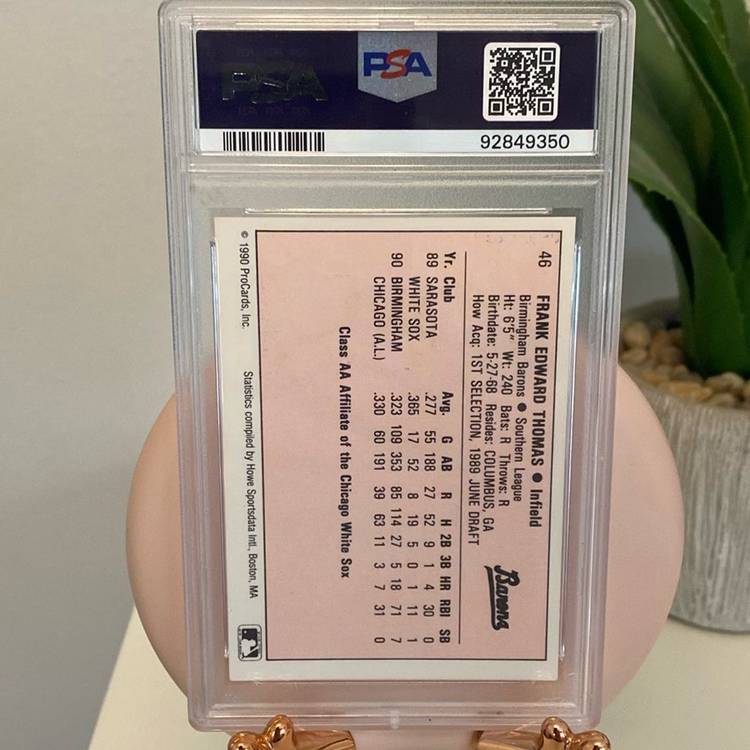 PSA
PSA
92849350
46 FRANK EDWARD THOMAS ● Infield
Birmingham Barons ● Southern League
Ht: 6'5" Wt: 240 Bats: R Throws: R
Birthdate: 5-27-68 Resides: COLUMBUS, GA
How Acq: 1ST SELECTION, 1989 JUNE DRAFT
Barons
Yr. Club Avg. G AB R H 2B 3B HR RBI SB
89 SARASOTA .277 55 188 27 52 9 1 4 30 0
WHITE SOX .365 17 52 8 19 5 0 1 11 1
90 BIRMINGHAM .323 109 353 85 114 27 5 18 71 7
CHICAGO (A.L.) .330 60 191 39 63 11 3 7 31 0
Class AA Affiliate of the Chicago White Sox
© 1990 ProCards, Inc. Statistics compiled by Howe Sportsdata Intl., Boston, MA